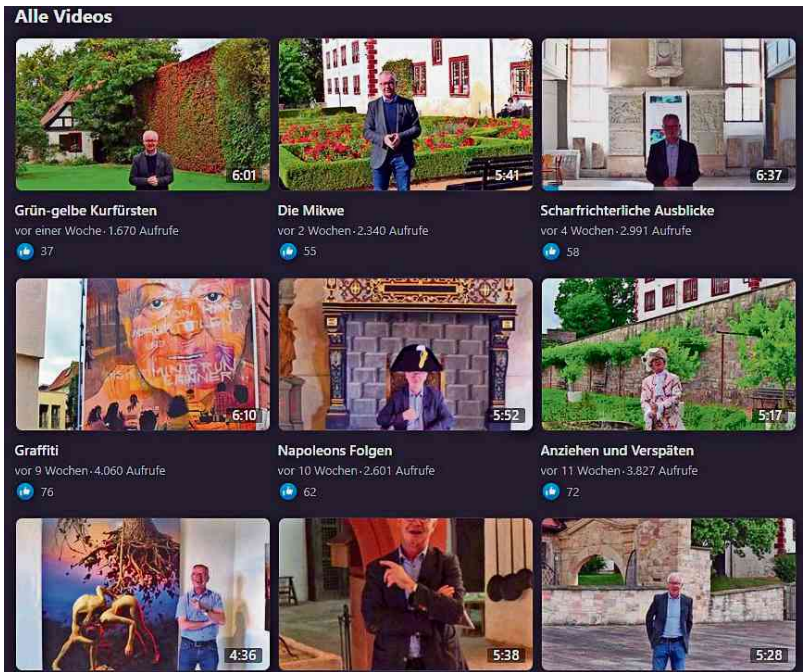 Alle Videos
6:01
5:41
6:37
Grün-gelbe Kurfürsten
Die Mikwe
Scharfrichterliche Ausblicke
vor einer Woche · 1.670 Aufrufe
vor 2 Wochen · 2.340 Aufrufe
vor 4 Wochen · 2.991 Aufrufe
37
55
58
6:10
5:52
5:17
Graffiti
Napoleons Folgen
Anziehen und Verspäten
vor 9 Wochen · 4.060 Aufrufe
vor 10 Wochen · 2.601 Aufrufe
vor 11 Wochen · 3.827 Aufrufe
76
62
72
4:36
5:38
5:28